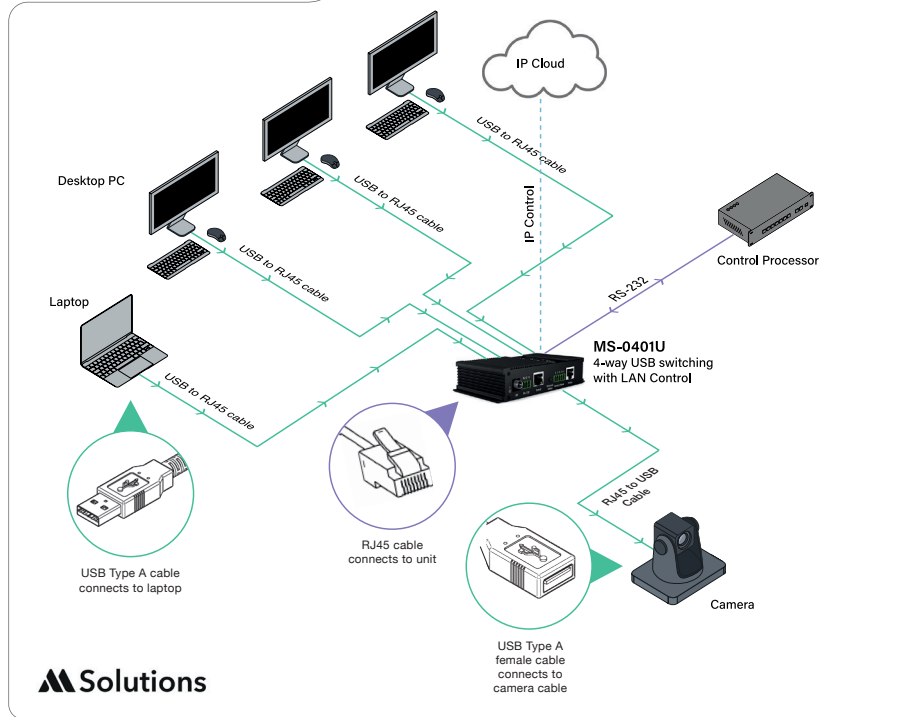 IP Cloud
USB to RJ45 cable
USB to RJ45 cable
Desktop PC
IP Control
USB to RJ45 cable
Control Processor
RS-232
Laptop
MS-0401U
4-way USB switching
with LAN Control
USB to RJ45 cable
RJ45 to USB
Cable
RJ45 cable
connects to unit
USB Type A cable
connects to laptop
Camera
USB Type A
female cable
connects to
camera cable
Solutions